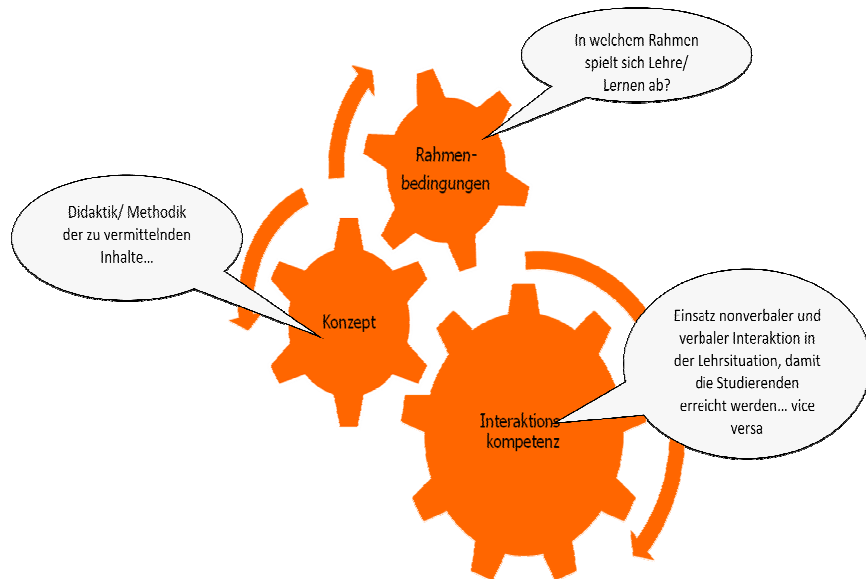 In welchem Rahmen
spielt sich Lehre/
Lernen ab?
Rahmen-
bedingungen
Didaktik/ Methodik
der zu vermittelnden
Inhalte...
Konzept
Einsatz nonverbaler und
verbaler Interaktion in
der Lehrsituation, damit
die Studierenden
erreicht werden... vice
versa
Interaktions
kompetenz